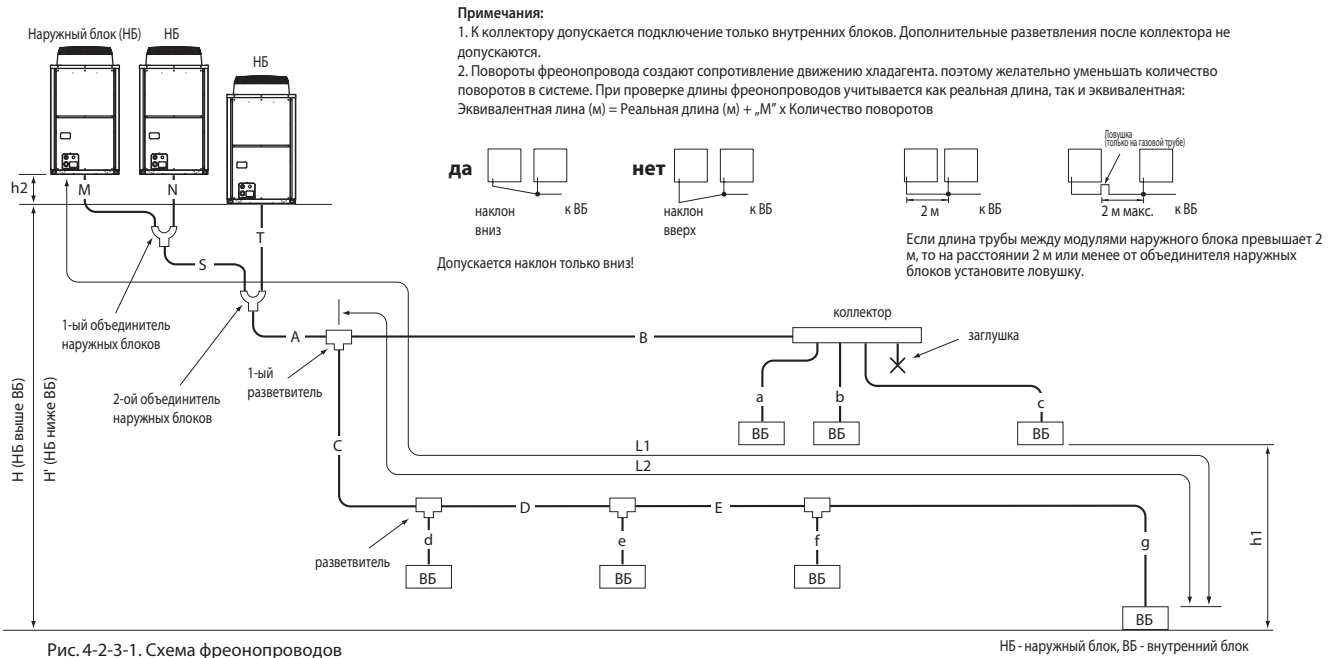 Примечания:
1. К коллектору допускается подключение только внутренних блоков. Дополнительные разветвления после коллектора не
допускаются.
2. Повороты фреонопровода создают сопротивление движению хладагента. поэтому желательно уменьшать количество
поворотов в системе. При проверке длины фреонопроводов учитывается как реальная длина, так и эквивалентная:
Эквивалентная лина (м) = Реальная длина (м) + „М” x Количество поворотов
Наружный блок (НБ)
НБ
НБ
h2
M
N
T
S
1-ый объединитель
наружных блоков
2-ой объединитель
наружных блоков
H (НБ выше ВБ)
H' (НБ ниже ВБ)
да
наклон
вниз
к ВБ
нет
наклон
вверх
к ВБ
Допускается наклон только вниз!
2 м
к ВБ
Ловушка
(только на газовой трубе)
2 м макс.
к ВБ
Если длина трубы между модулями наружного блока превышает 2
м, то на расстоянии 2 м или менее от объединителя наружных
блоков установите ловушку.
A
1-ый
разветвитель
B
коллектор
заглушка
a
b
c
ВБ
ВБ
ВБ
C
L1
L2
D
E
d
e
f
g
h1
разветвитель
ВБ
ВБ
ВБ
ВБ
Рис. 4-2-3-1. Схема фреонопроводов
НБ - наружный блок, ВБ - внутренний блок